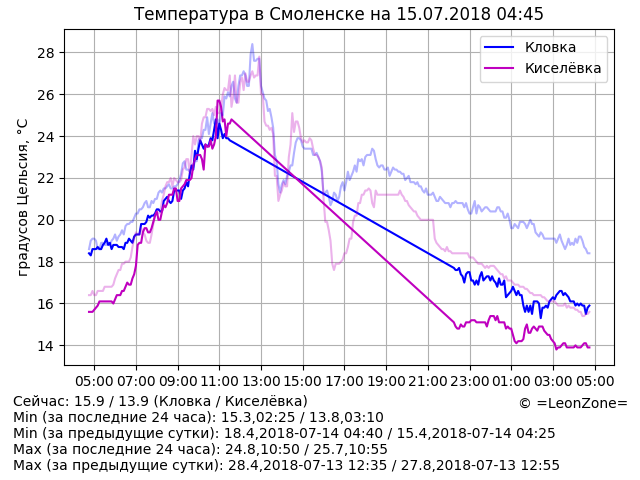 Температура в Смоленске на 15.07.2018 04:45
градусов Цельсия, °C
28
26
24
22
20
18
16
14
Кловка
Киселёвка
05:00 07:00 09:00 11:00 13:00 15:00 17:00 19:00 21:00 23:00 01:00 03:00 05:00
Сейчас: 15.9 / 13.9 (Кловка / Киселёвка)
© =LeonZone=
Min (за последние 24 часа): 15.3,02:25 / 13.8,03:10
Min (за предыдущие сутки): 18.4,2018-07-14 04:40 / 15.4,2018-07-14 04:25
Max (за последние 24 часа): 24.8,10:50 / 25.7,10:55
Max (за предыдущие сутки): 28.4,2018-07-13 12:35 / 27.8,2018-07-13 12:55